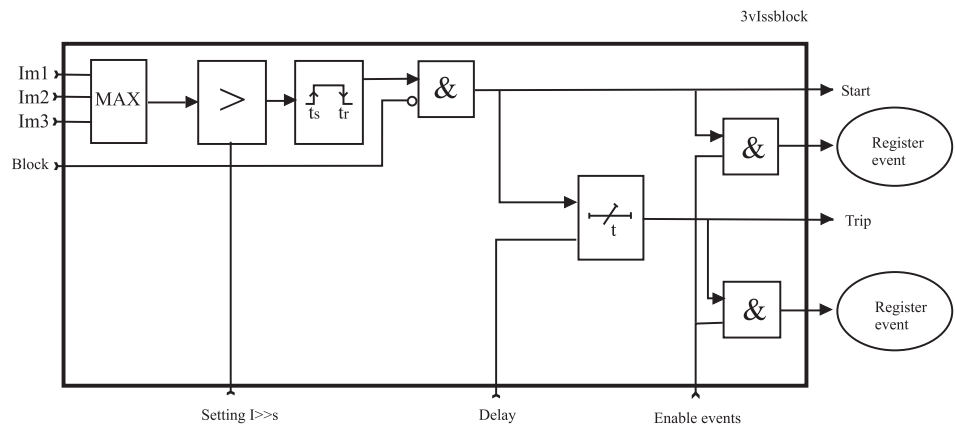 3vIssblock
Im1
Im2
Im3
MAX
>
ts
tr
&
Start
Block
&
Register
event
t
Trip
&
Register
event
Setting I>>s
Delay
Enable events